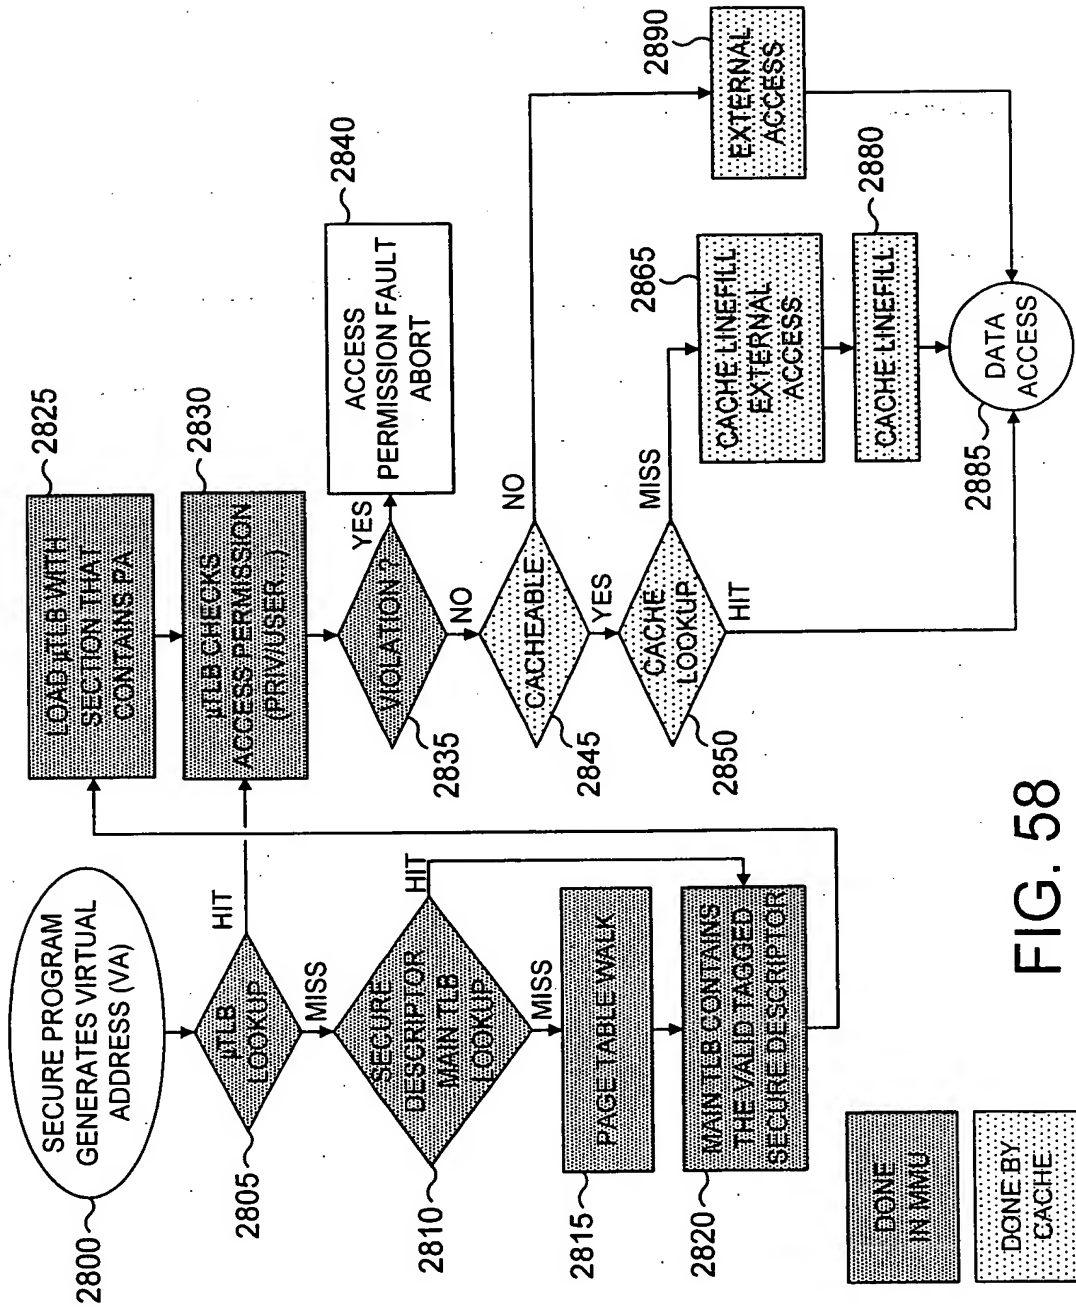 SECURE PROGRAM
GENERATES VIRTUAL
ADDRESS (VA)
2800
µTLB
LOOKUP
2805
HIT
MISS
SECURE
DESCRIPTOR
MAIN TLB
LOOKUP
2810
HIT
MISS
PAGE TABLE WALK
2815
MAIN TLB CONTAINS
THE VALID TAGGED
SECURE DESCRIPTOR
2820
LOAD µTLB WITH
SECTION THAT
CONTAINS PA
2825
µTLB CHECKS
ACCESS PERMISSION
(PRIV/USER...)
2830
VIOLATION ?
2835
YES
NO
ACCESS
PERMISSION FAULT
ABORT
2840
CACHEABLE
2845
NO
YES
CACHE
LOOKUP
2850
MISS
HIT
CACHE LINEFILL
EXTERNAL
ACCESS
2865
CACHE LINEFILL
2880
EXTERNAL
ACCESS
2890
DATA
ACCESS
2885
DONE
IN MMU
DONE BY
CACHE
FIG. 58